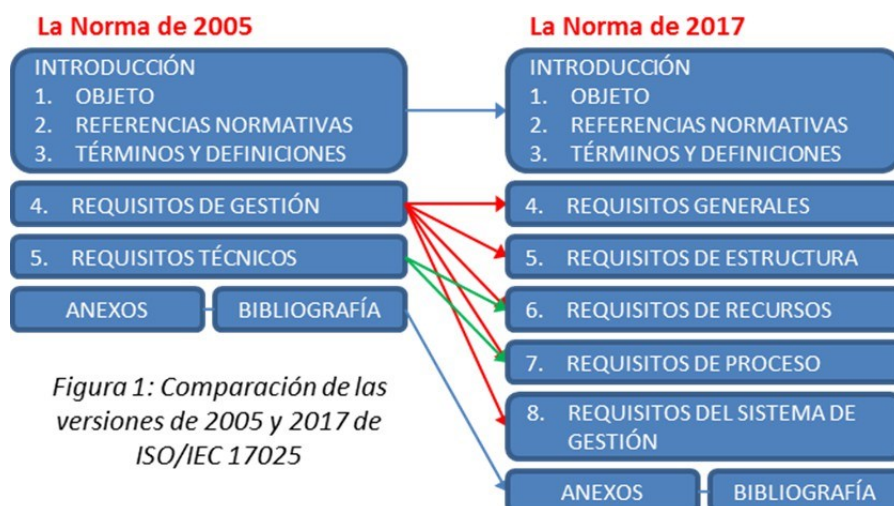 La Norma de 2005
INTRODUCCIÓN
1. OBJETO
2. REFERENCIAS NORMATIVAS
3. TÉRMINOS Y DEFINICIONES
4. REQUISITOS DE GESTIÓN
5. REQUISITOS TÉCNICOS
ANEXOS
BIBLIOGRAFÍA
Figura 1: Comparación de las
versiones de 2005 y 2017 de
ISO/IEC 17025
La Norma de 2017
INTRODUCCIÓN
1. OBJETO
2. REFERENCIAS NORMATIVAS
3. TÉRMINOS Y DEFINICIONES
4. REQUISITOS GENERALES
5. REQUISITOS DE ESTRUCTURA
6. REQUISITOS DE RECURSOS
7. REQUISITOS DE PROCESO
8. REQUISITOS DEL SISTEMA DE
GESTIÓN
ANEXOS
BIBLIOGRAFÍA